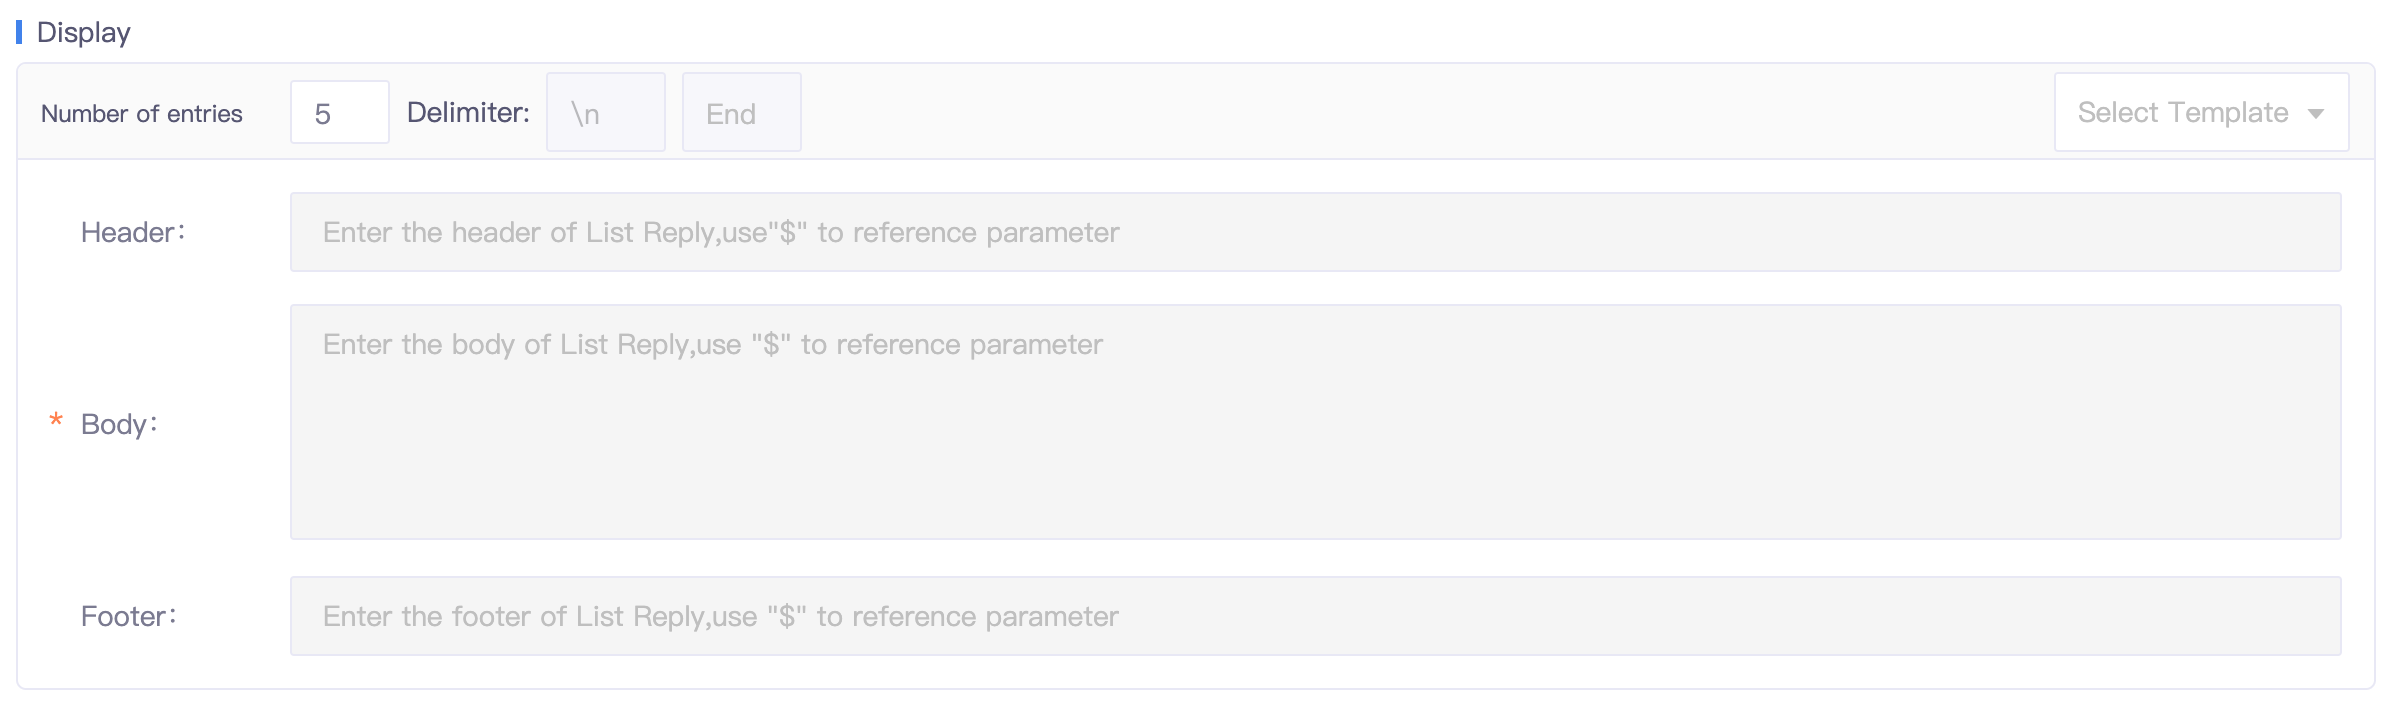 Display
Number of entries 5 Delimiter: \n End Select Template
Header:
Enter the header of List Reply,use"$" to reference parameter
Enter the body of List Reply,use "$" to reference parameter
* Body:
Footer:
Enter the footer of List Reply,use "$" to reference parameter